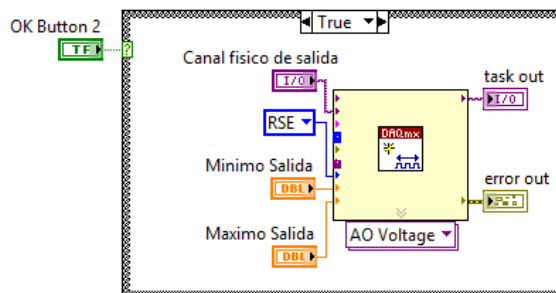 True
OK Button 2
TF
?
Canal fisico de salida
I/O
task out
I/O
RSE
DAQmx
Minimo Salida
DBL
error out
Maximo Salida
DBL
AO Voltage